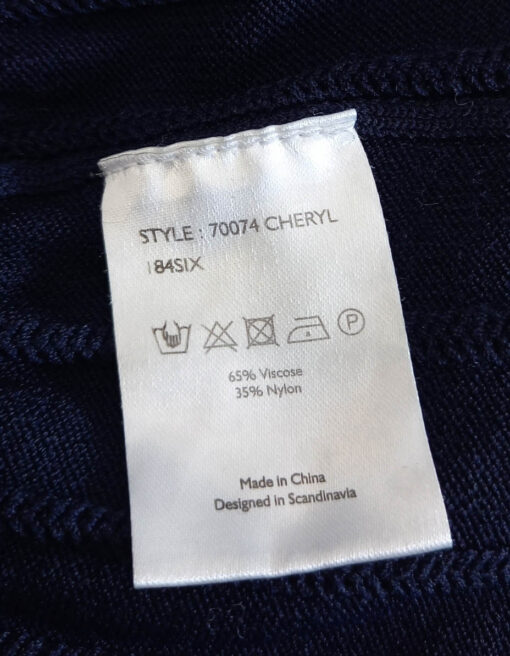 STYLE : 70074 CHERYL
184SIX
P
65% Viscose
35% Nylon
Made in China
Designed in Scandinavia